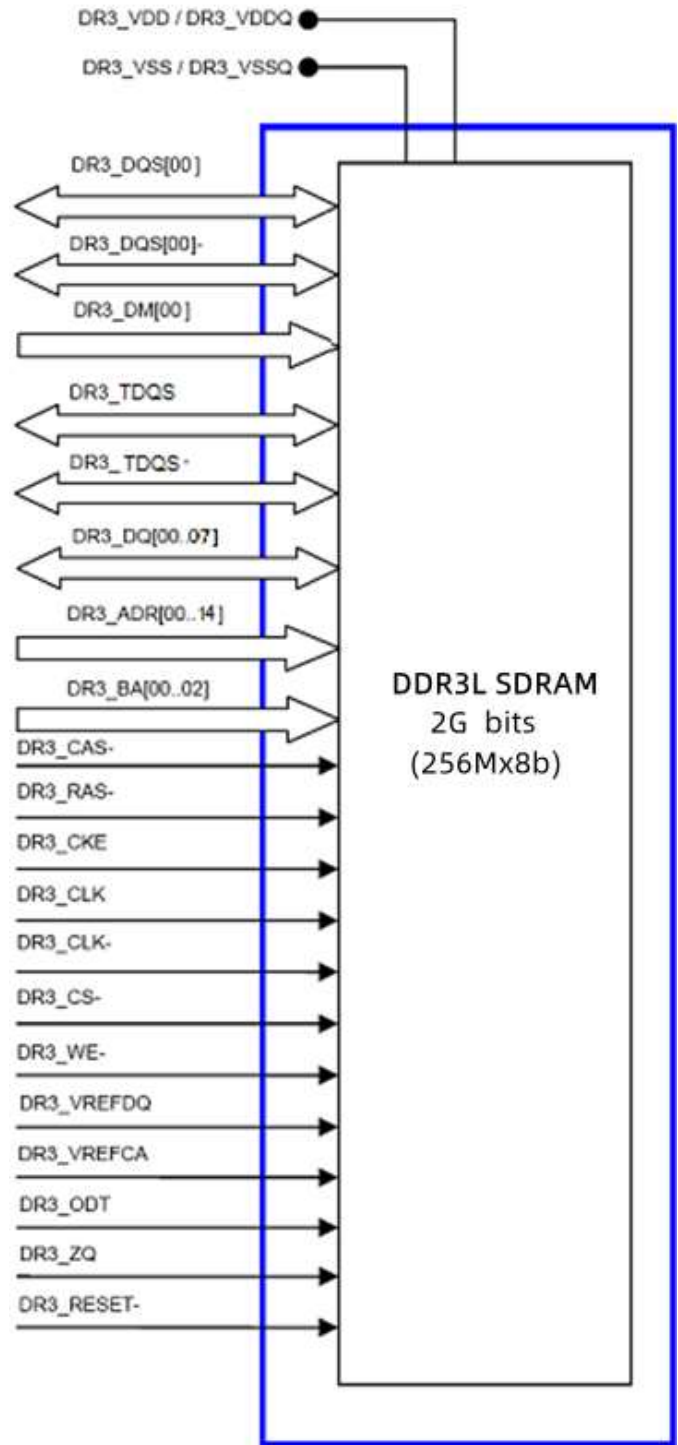 DR3_VDD / DR3_VDDQ
DR3_VSS / DR3_VSSQ
DR3_DQS[00]
DR3_DQS[00]-
DR3_DM[00]
DR3_TDQS
DR3_TDQS-
DR3_DQ[00..07]
DR3_ADR[00..14]
DR3_BA[00..02]
DR3_CAS-
DR3_RAS-
DR3_CKE
DR3_CLK
DR3_CLK-
DR3_CS-
DR3_WE-
DR3_VREFDQ
DR3_VREFCA
DR3_ODT
DR3_ZQ
DR3_RESET-
DDR3L SDRAM
2G bits
(256Mx8b)